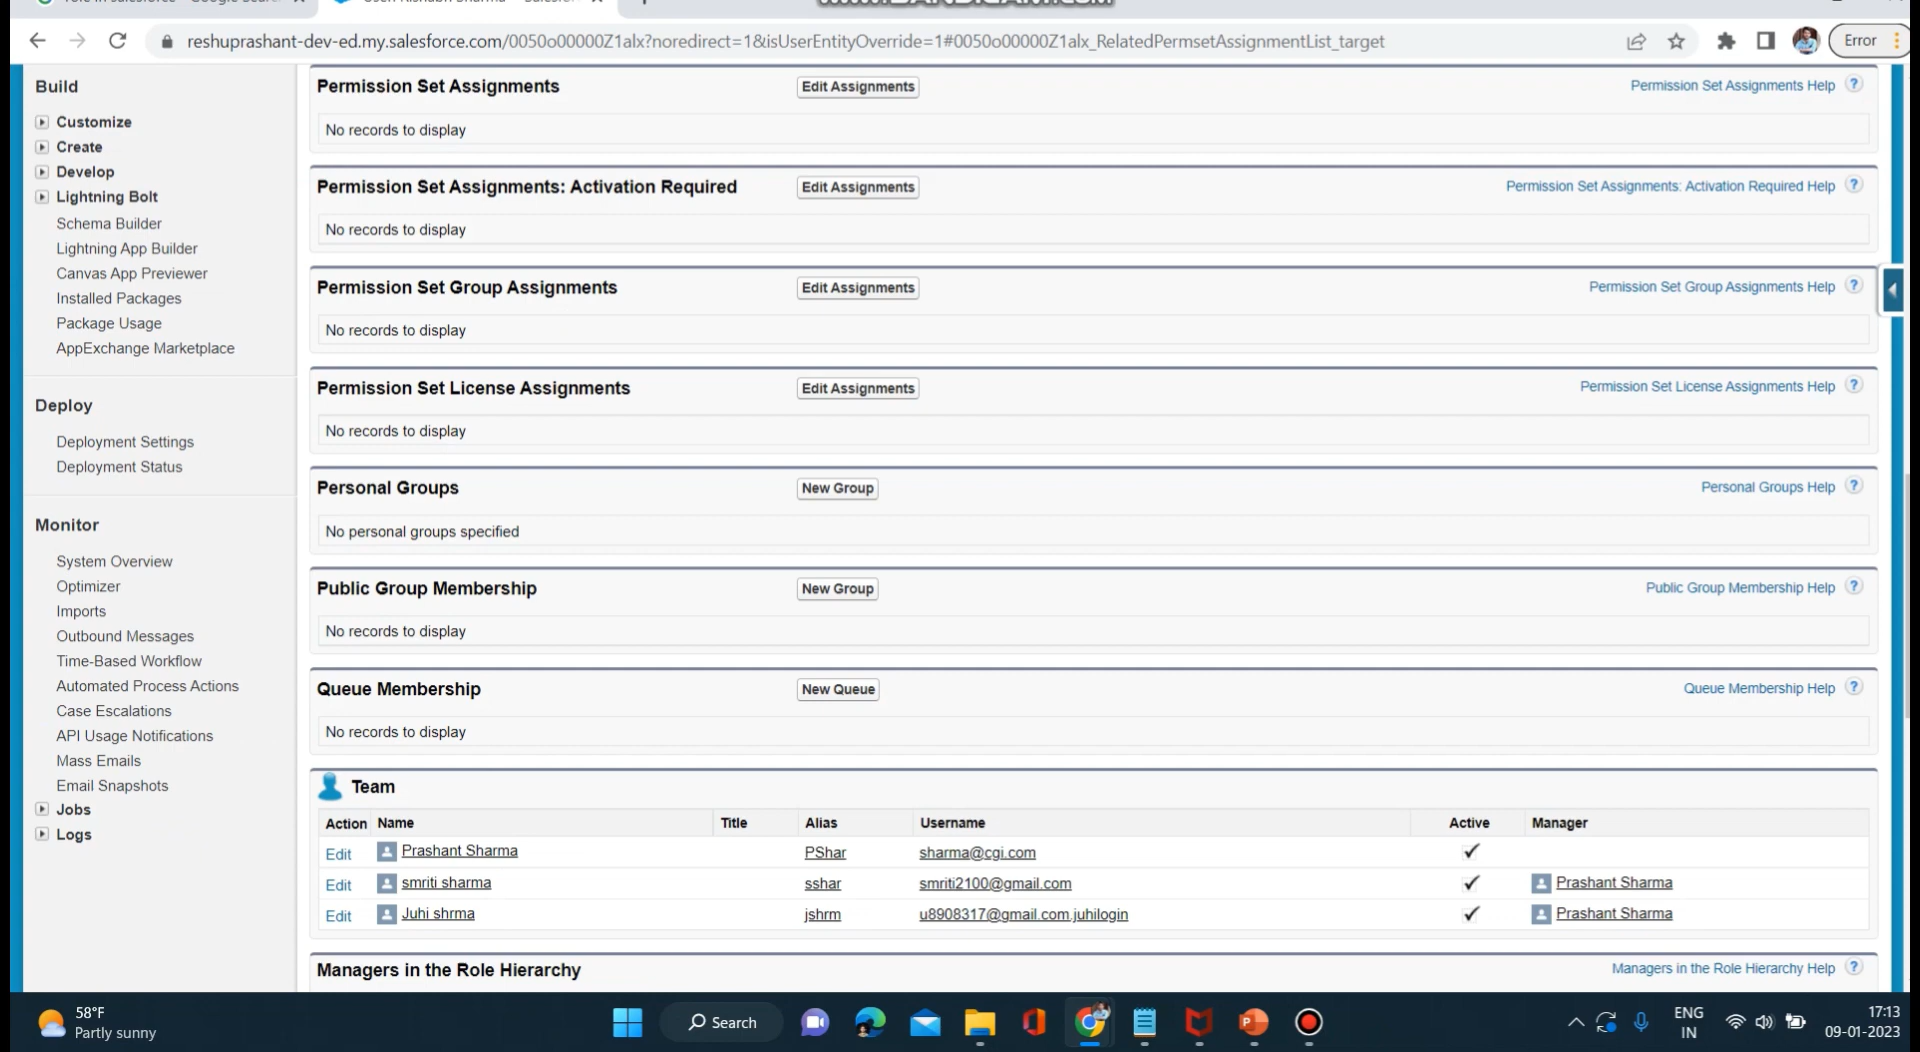 reshuprashant-dev-ed.my.salesforce.com/0050o00000Z1alx?noredirect=1&isUserEntityOverride=1#0050o00000Z1alx_RelatedPermsetAssignmentList_target
Error
Build
Customize
Create
Develop
Lightning Bolt
Schema Builder
Lightning App Builder
Canvas App Previewer
Installed Packages
Package Usage
AppExchange Marketplace
Deploy
Deployment Settings
Deployment Status
Monitor
System Overview
Optimizer
Imports
Outbound Messages
Time-Based Workflow
Automated Process Actions
Case Escalations
API Usage Notifications
Mass Emails
Email Snapshots
Jobs
Logs
Permission Set Assignments Edit Assignments Permission Set Assignments Help ?
No records to display
Permission Set Assignments: Activation Required Edit Assignments Permission Set Assignments: Activation Required Help ?
No records to display
Permission Set Group Assignments Edit Assignments Permission Set Group Assignments Help ?
No records to display
Permission Set License Assignments Edit Assignments Permission Set License Assignments Help ?
No records to display
Personal Groups New Group Personal Groups Help ?
No personal groups specified
Public Group Membership New Group Public Group Membership Help ?
No records to display
Queue Membership New Queue Queue Membership Help ?
No records to display
Team
Action Name Title Alias Username Active Manager
Edit Prashant Sharma PShar sharma@cgi.com
Edit smriti sharma sshar smriti2100@gmail.com Prashant Sharma
Edit Juhi shrma jshrm u8908317@gmail.com.juhilogin Prashant Sharma
Managers in the Role Hierarchy Managers in the Role Hierarchy Help ?
58°F
Partly sunny
Search
ENG
IN
17:13
09-01-2023